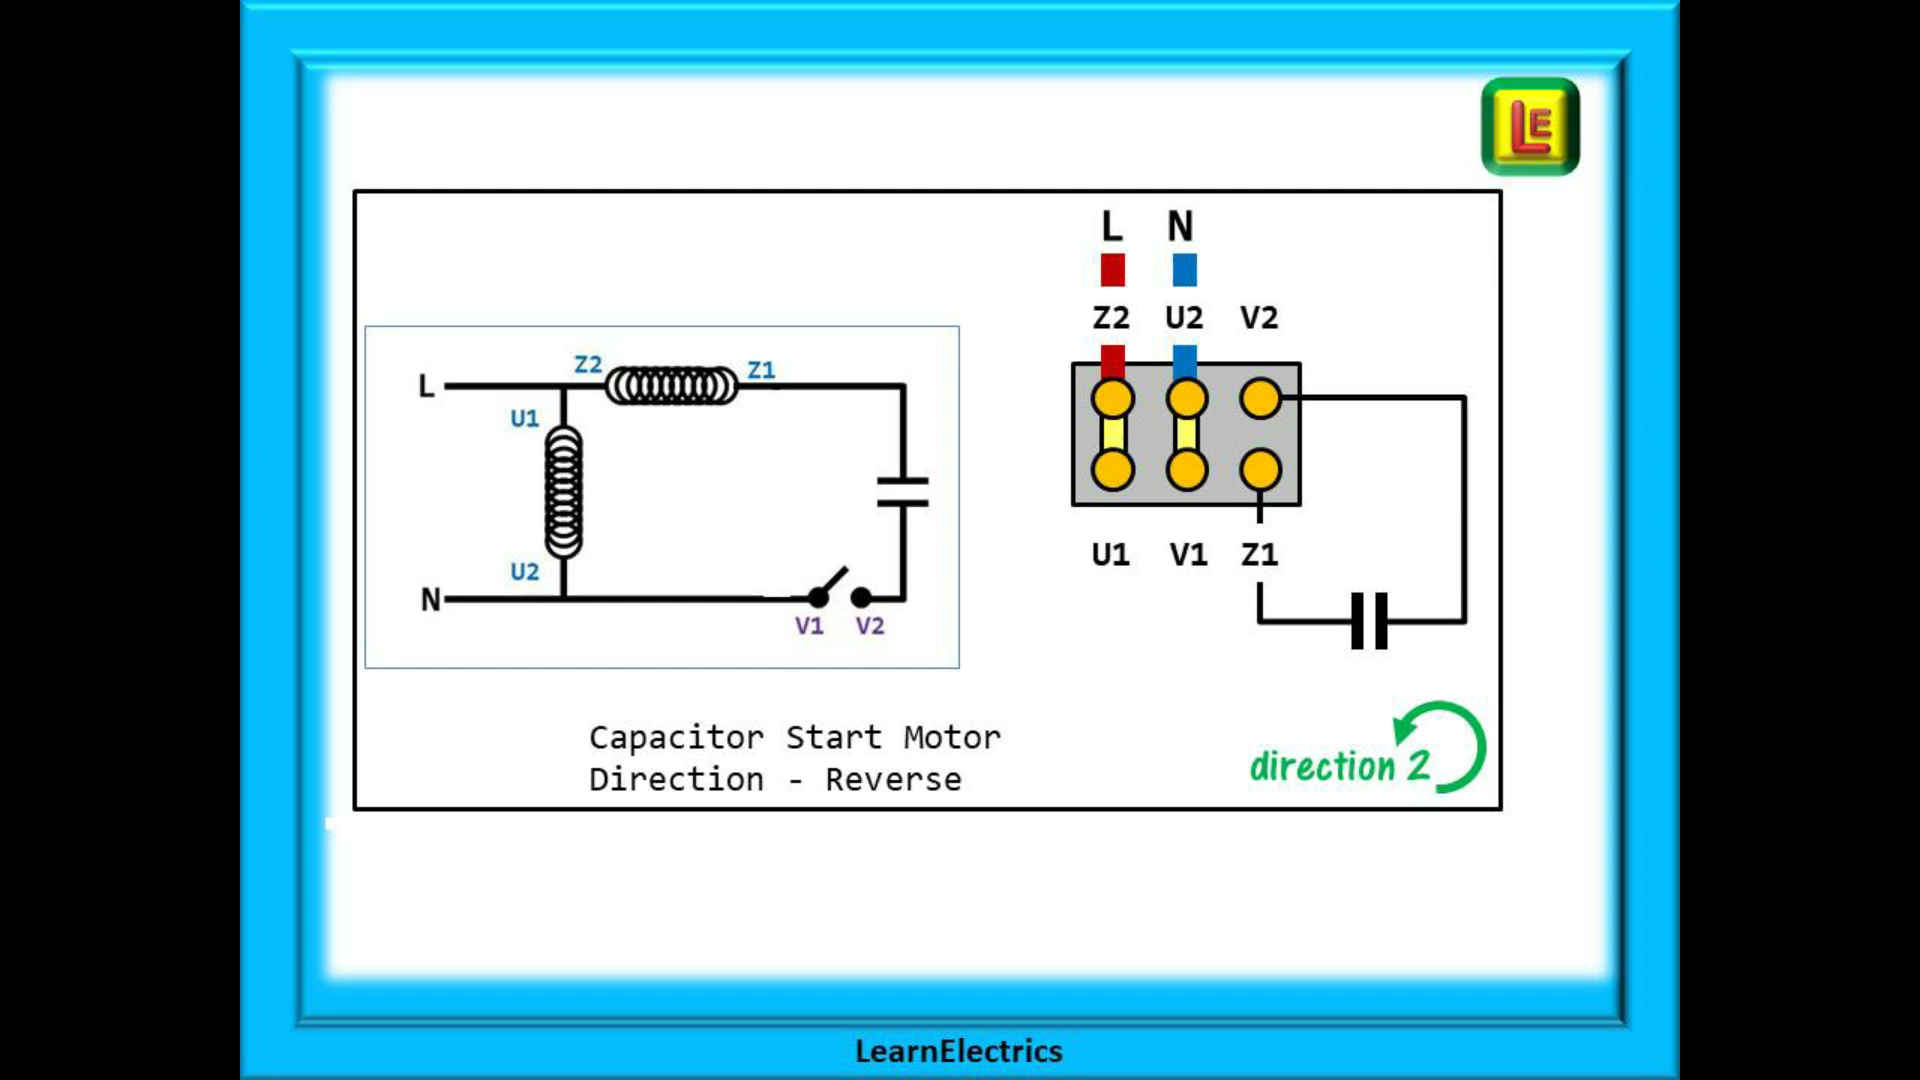 LE
L N
Z2 U2 V2
L
Z2
Z1
U1
U2
N
V1 V2
U1 V1 Z1
Capacitor Start Motor
Direction - Reverse
direction 2
LearnElectrics